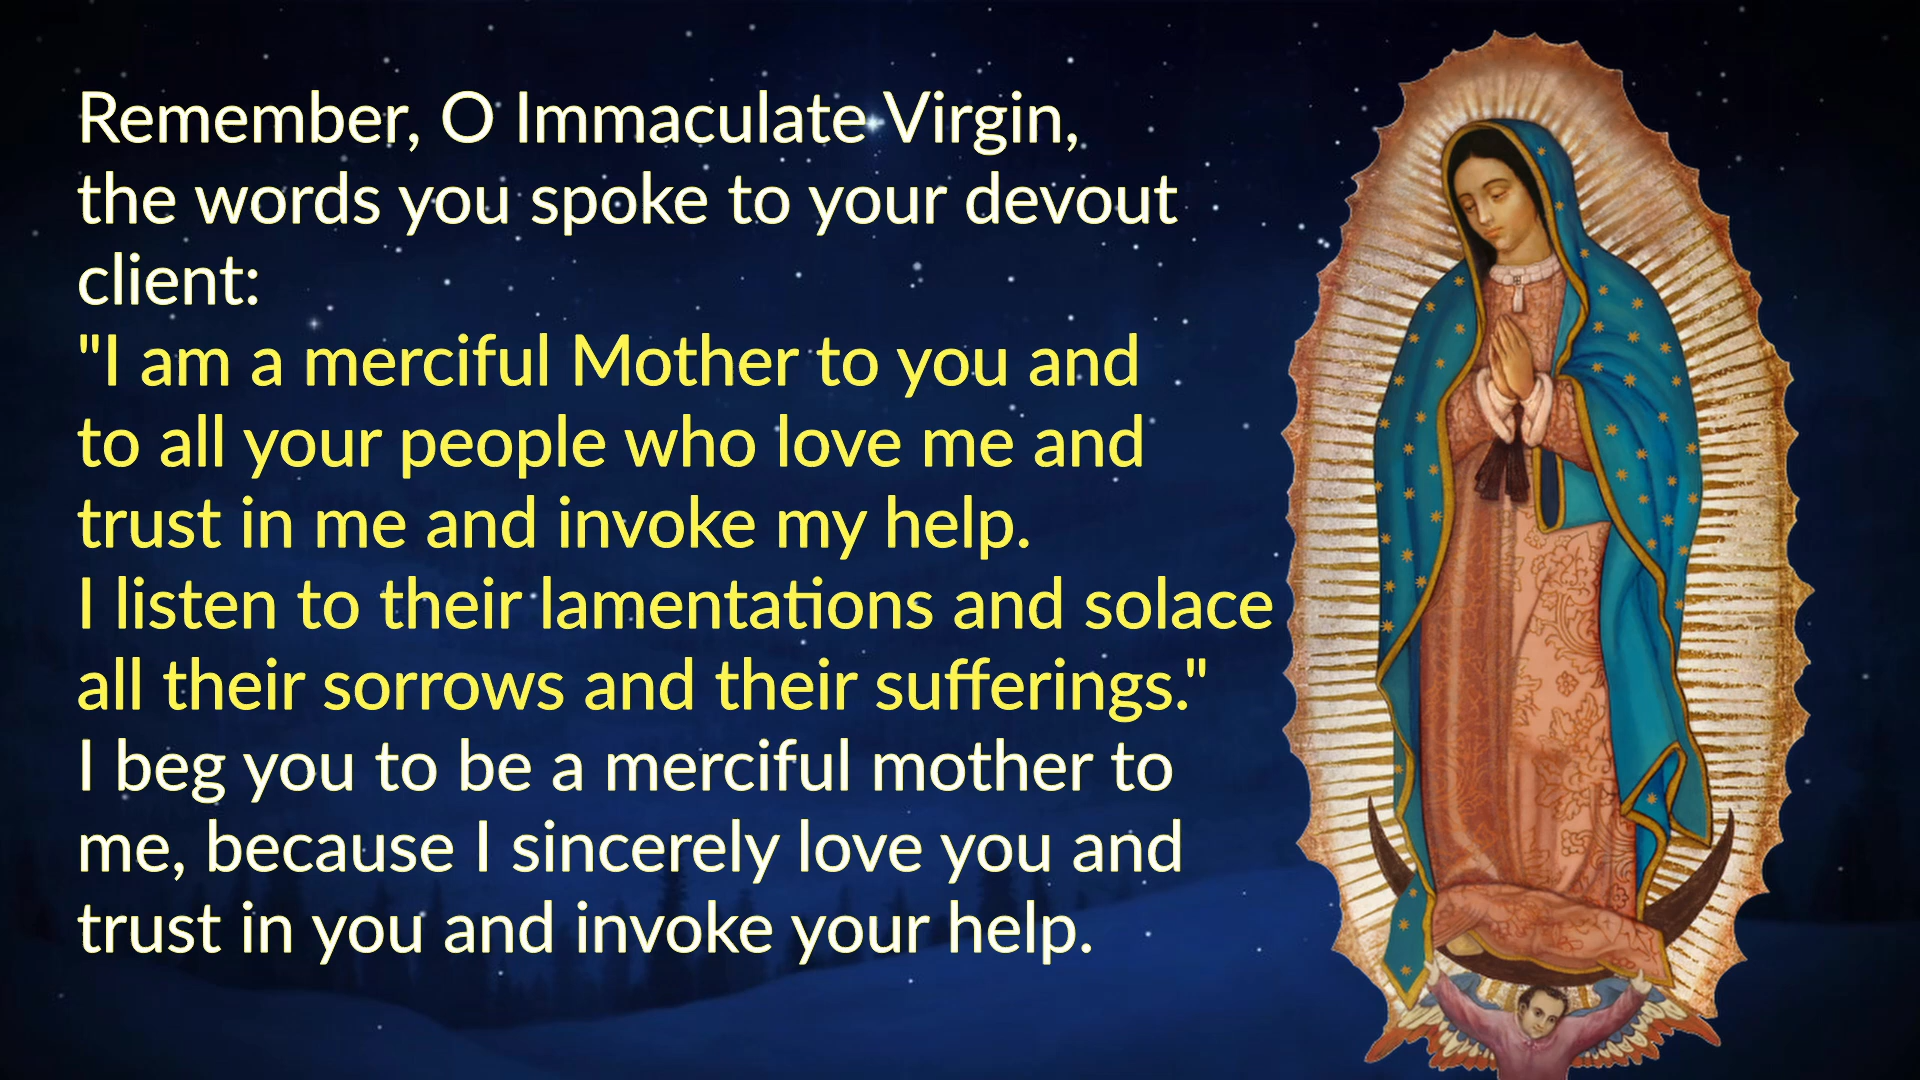 Remember, O Immaculate Virgin,
the words you spoke to your devout
client:
"I am a merciful Mother to you and
to all your people who love me and
trust in me and invoke my help.
I listen to their lamentations and solace
all their sorrows and their sufferings."
I beg you to be a merciful mother to
me, because I sincerely love you and
trust in you and invoke your help.